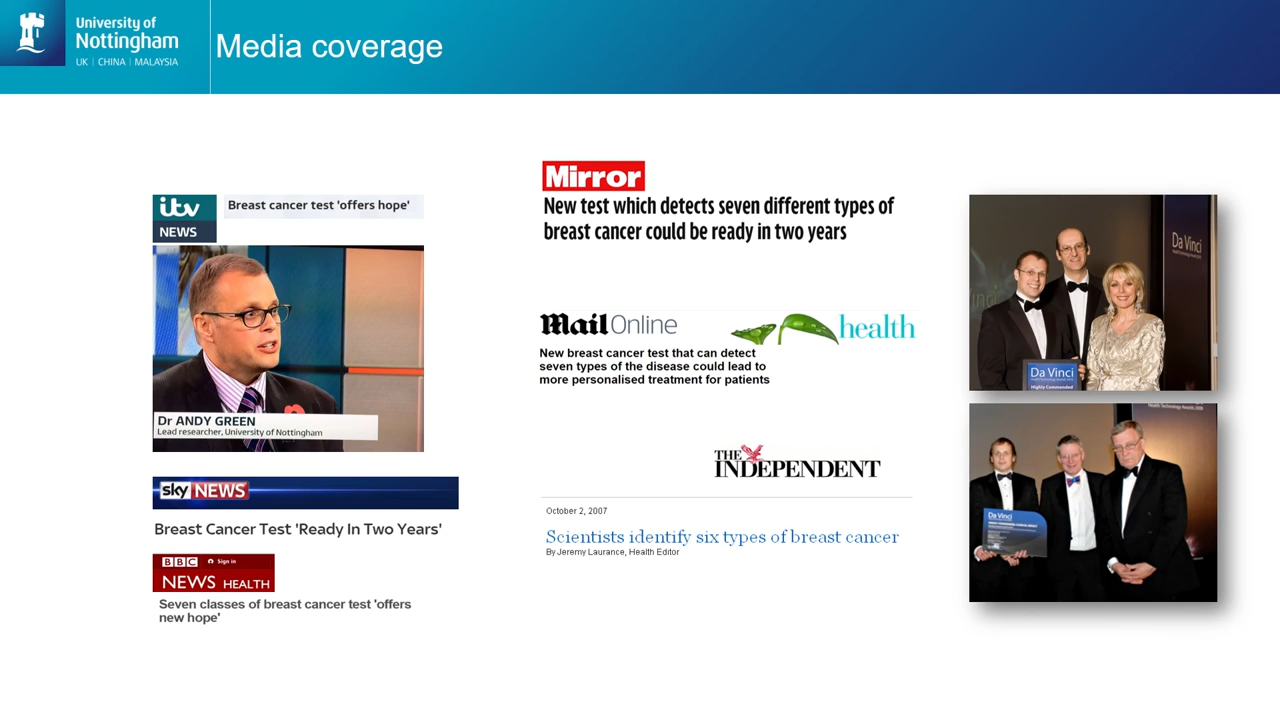 University of
Nottingham
UK | CHINA | MALAYSIA
Media coverage
itv
NEWS
Breast cancer test 'offers hope'
Dr ANDY GREEN
Lead researcher, University of Nottingham
sky NEWS
Breast Cancer Test 'Ready In Two Years'
BBC Sign in
NEWS HEALTH
Seven classes of breast cancer test 'offers
new hope'
Mirror
New test which detects seven different types of
breast cancer could be ready in two years
Mail Online health
New breast cancer test that can detect
seven types of the disease could lead to
more personalised treatment for patients
THE
INDEPENDENT
October 2, 2007
Scientists identify six types of breast cancer
By Jeremy Laurance, Health Editor
Da Vinci
Da Vinci
Highly Commended
Da Vinci